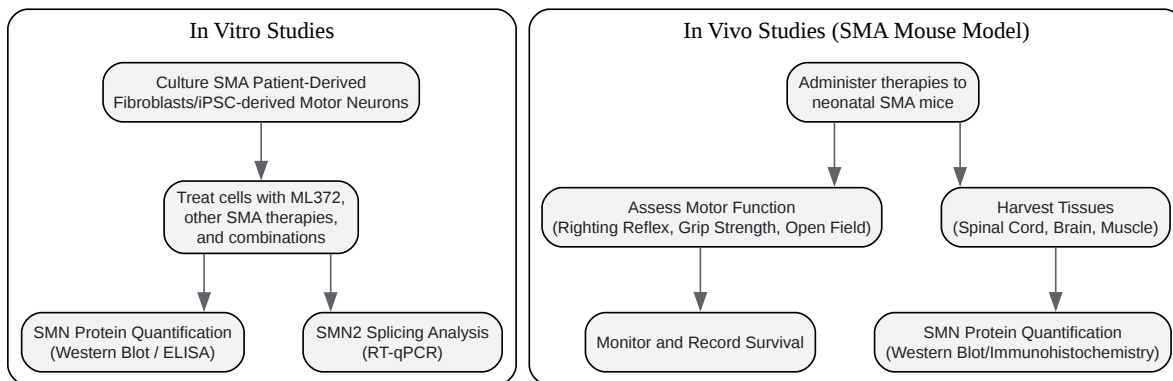 In Vitro Studies
Culture SMA Patient-Derived
Fibroblasts/iPSC-derived Motor Neurons
Treat cells with ML372,
other SMA therapies,
and combinations
SMN Protein Quantification
(Western Blot / ELISA)
SMN2 Splicing Analysis
(RT-qPCR)
In Vivo Studies (SMA Mouse Model)
Administer therapies to
neonatal SMA mice
Assess Motor Function
(Righting Reflex, Grip Strength, Open Field)
Harvest Tissues
(Spinal Cord, Brain, Muscle)
Monitor and Record Survival
SMN Protein Quantification
(Western Blot/Immunohistochemistry)